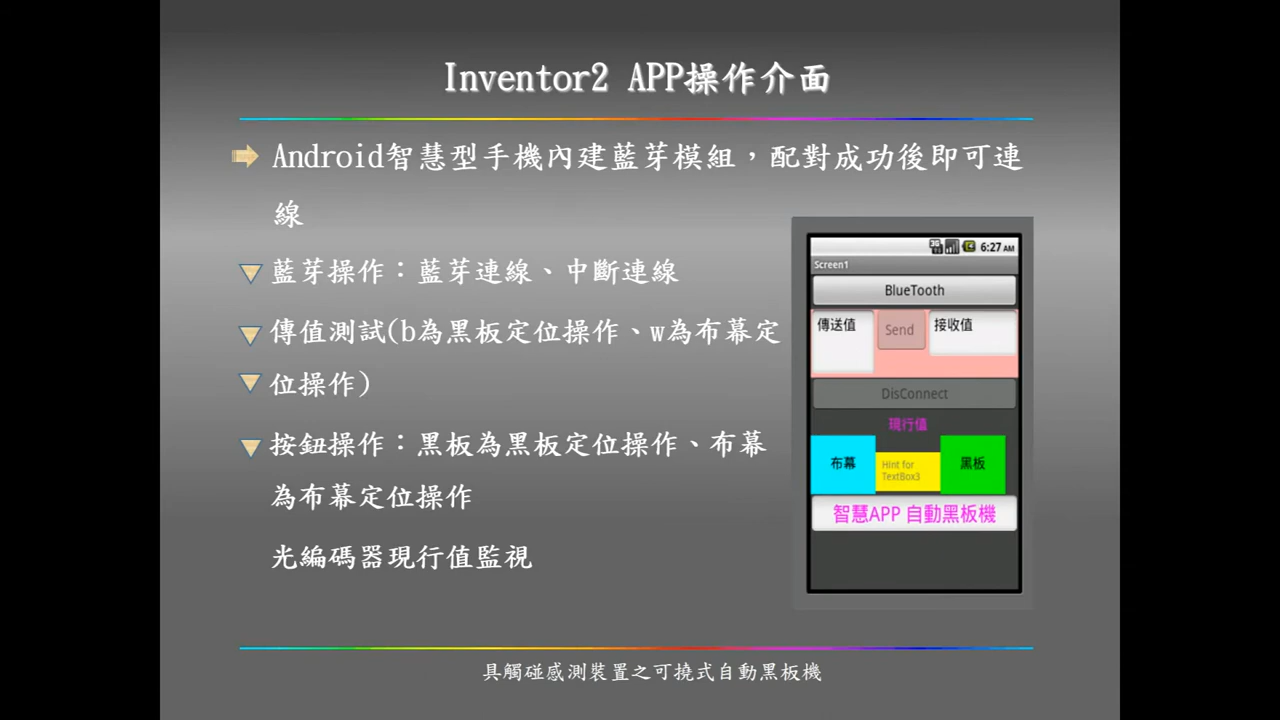 Inventor2 APP操作介面
Android智慧型手機內建藍芽模組，配對成功後即可連
線
藍芽操作：藍芽連線、中斷連線
傳值測試(b為黑板定位操作、w為布幕定
位操作)
按鈕操作：黑板為黑板定位操作、布幕
為布幕定位操作
光編碼器現行值監視
6:27 AM
Screen1
BlueTooth
傳送值 Send 接收值
DisConnect
現行值
布幕 Hint for 黑板
TextBox3
智慧APP 自動黑板機
具觸碰感測裝置之可撓式自動黑板機